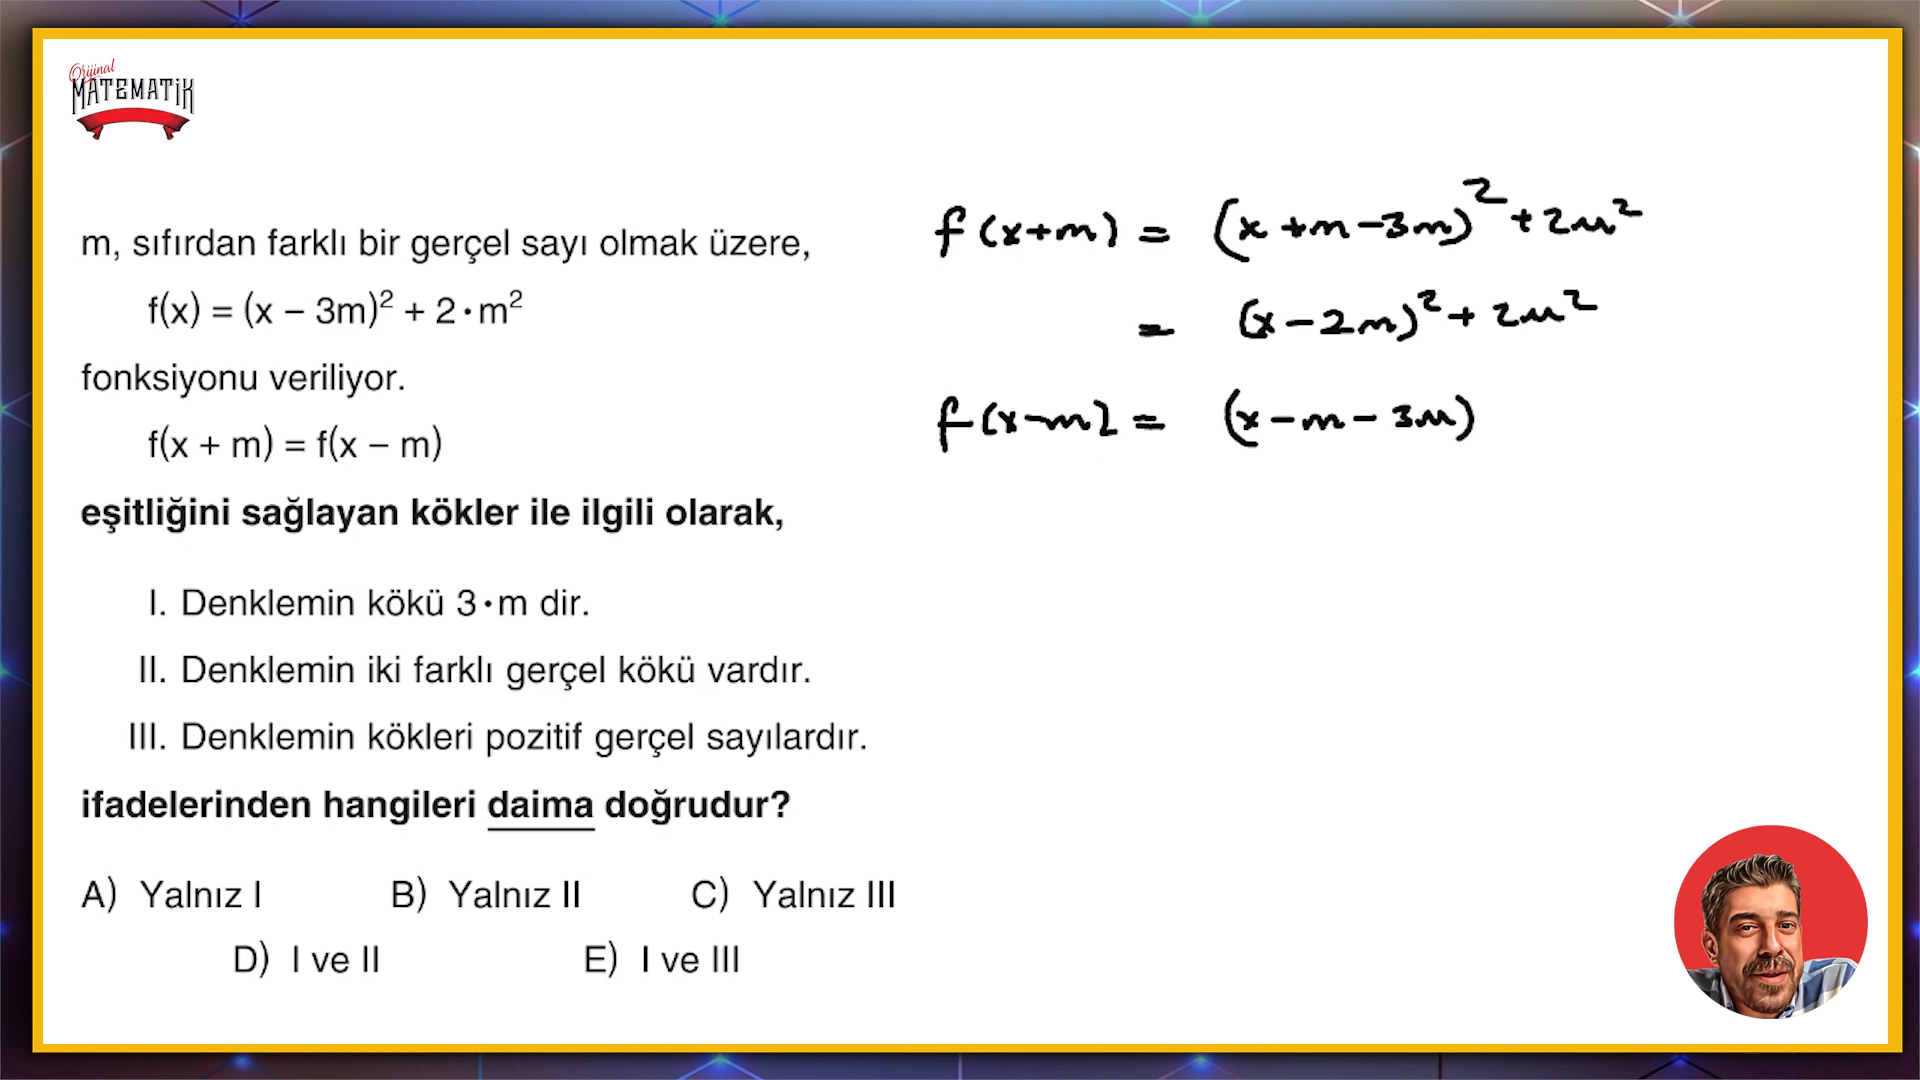 Orijinal
MATEMATİK
m, sıfırdan farklı bir gerçel sayı olmak üzere,
f(x) = (x – 3m)² + 2·m²
fonksiyonu veriliyor.
f(x + m) = f(x – m)
eşitliğini sağlayan kökler ile ilgili olarak,
I. Denklemin kökü 3·m dir.
II. Denklemin iki farklı gerçel kökü vardır.
III. Denklemin kökleri pozitif gerçel sayılardır.
ifadelerinden hangileri daima doğrudur?
A) Yalnız I B) Yalnız II C) Yalnız III
D) I ve II E) I ve III
f(x+m) = (x+m-3m)² + 2m²
= (x-2m)² + 2m²
f(x-m) = (x-m-3m)